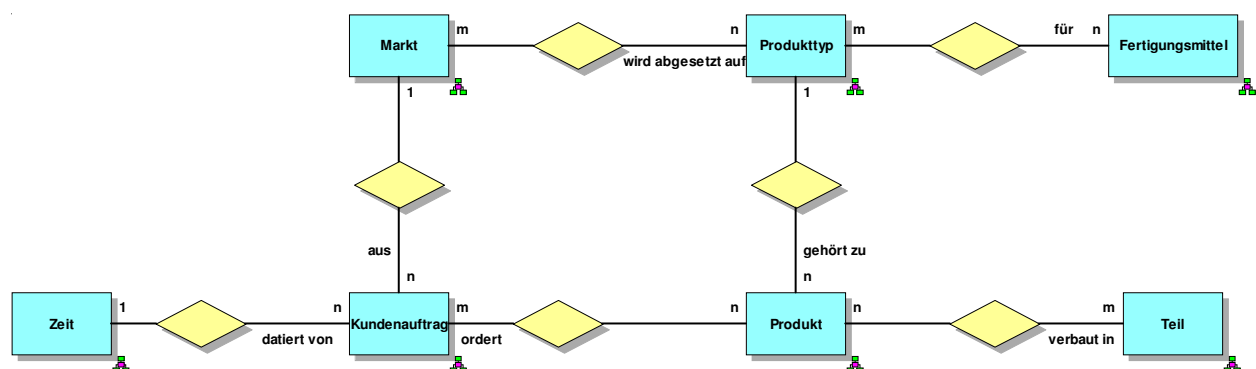 m
n
m
für
n
Markt
Produkttyp
Fertigungsmittel
wird abgesetzt auf
1
1
aus
gehört zu
n
n
1
n
m
n
n
m
Zeit
Kundenauftrag
Produkt
Teil
datiert von
ordert
verbaut in